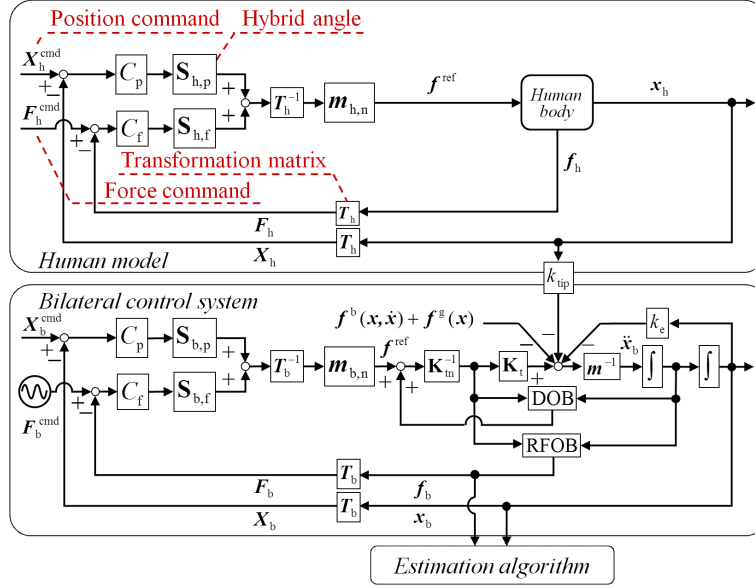 Position command
Hybrid angle
X_h^cmd
C_p
S_h,p
+
−
+
F_h^cmd
C_f
S_h,f
+
+
−
+
T_h^-1
m_h,n
f^ref
Human
body
x_h
f_h
Transformation matrix
Force command
F_h
T_h
X_h
T_h
Human model
k_tip
Bilateral control system
X_b^cmd
C_p
S_b,p
+
−
+
F_b^cmd
C_f
S_b,f
+
+
−
+
T_b^-1
m_b,n
f^ref
+
+
K_tn^-1
K_t
+
f^b(x, ẋ) + f^g(x)
−
−
−
k_e
m^-1
ẍ_b
∫
∫
DOB
RFOB
F_b
T_b
f_b
X_b
T_b
x_b
Estimation algorithm